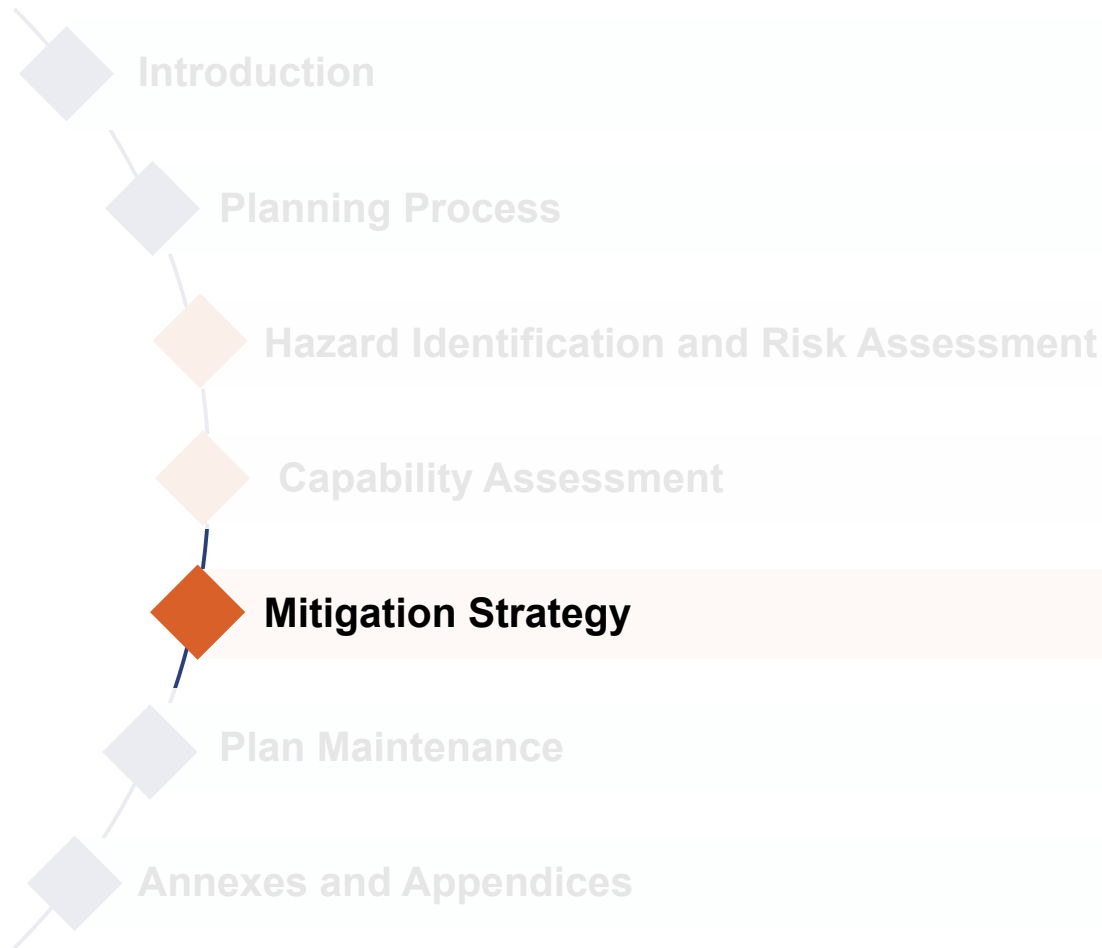 Introduction
Planning Process
Hazard Identification and Risk Assessment
Capability Assessment
Mitigation Strategy
Plan Maintenance
Annexes and Appendices